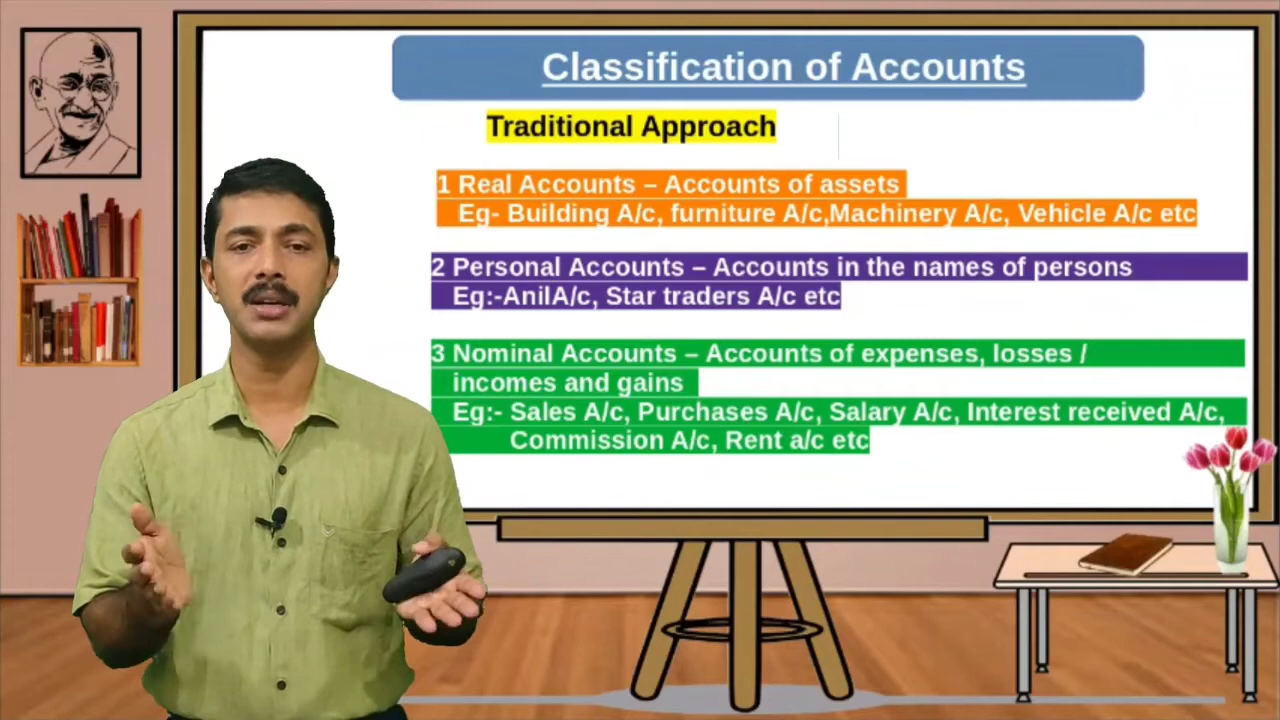 Classification of Accounts
Traditional Approach
1 Real Accounts – Accounts of assets
Eg- Building A/c, furniture A/c,Machinery A/c, Vehicle A/c etc
2 Personal Accounts – Accounts in the names of persons
Eg:-AnilA/c, Star traders A/c etc
3 Nominal Accounts – Accounts of expenses, losses /
incomes and gains
Eg:- Sales A/c, Purchases A/c, Salary A/c, Interest received A/c,
Commission A/c, Rent a/c etc